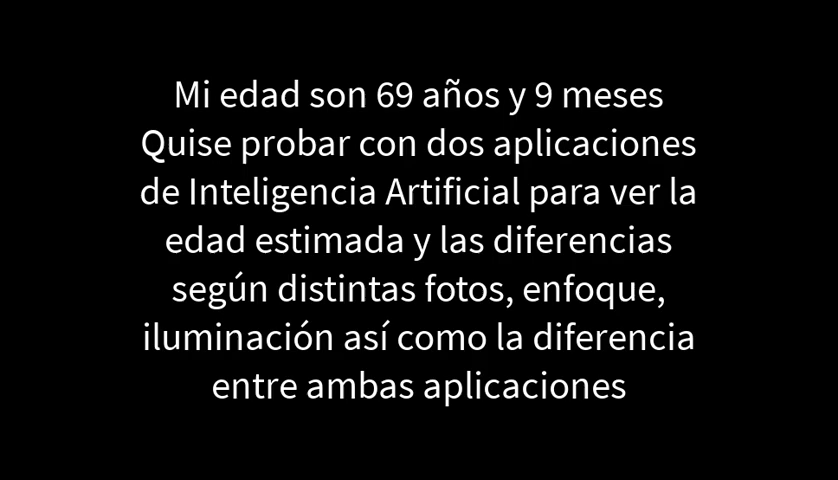 Mi edad son 69 años y 9 meses
Quise probar con dos aplicaciones
de Inteligencia Artificial para ver la
edad estimada y las diferencias
según distintas fotos, enfoque,
iluminación así como la diferencia
entre ambas aplicaciones